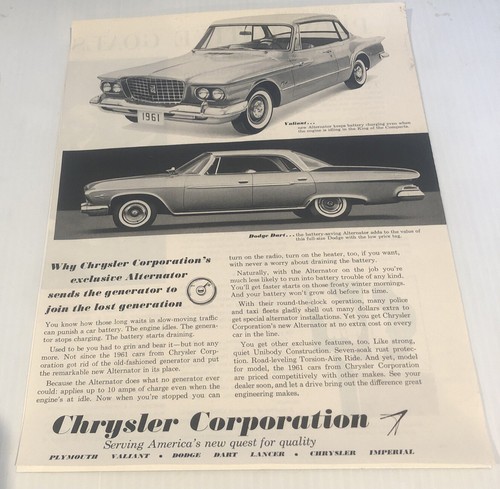 1961
Valiant...
new Alternator keeps battery charging even when
the engine is idling in the King of the Compacts.
Dodge Dart... the battery-saving Alternator adds to the value of
this full-size Dodge with the low price tag.
Why Chrysler Corporation's
exclusive Alternator
sends the generator to
join the lost generation
You know how those long waits in slow-moving traffic
can punish a car battery. The engine idles. The genera-
tor stops charging. The battery starts draining.
Used to be you had to grin and bear it—but not any
more. Not since the 1961 cars from Chrysler Corp-
oration got rid of the old-fashioned generator and put
the remarkable new Alternator in its place.
Because the Alternator does what no generator ever
could: applies up to 10 amps of charge even when the
engine's at idle. Now when you're stopped you can
turn on the radio, turn on the heater, too, if you want,
with never a worry about draining the battery.
Naturally, with the Alternator on the job you're
much less likely to run into battery trouble of any kind.
You'll get faster starts on those frosty winter mornings.
And your battery won't grow old before its time.
With their round-the-clock operation, many police
and taxi fleets gladly shell out many dollars extra to
get special alternator installations. Yet you get Chrysler
Corporation's new Alternator at no extra cost on every
car in the line.
You get other exclusive features, too. Like strong,
quiet Unibody Construction. Seven-soak rust protec-
tion. Road-leveling Torsion-Aire Ride. And yet, model
for model, the 1961 cars from Chrysler Corporation
are priced competitively with other makes. See your
dealer soon, and let a drive bring out the difference great
engineering makes.
Chrysler Corporation
Serving America's new quest for quality
PLYMOUTH VALIANT • DODGE DART LANCER • CHRYSLER IMPERIAL